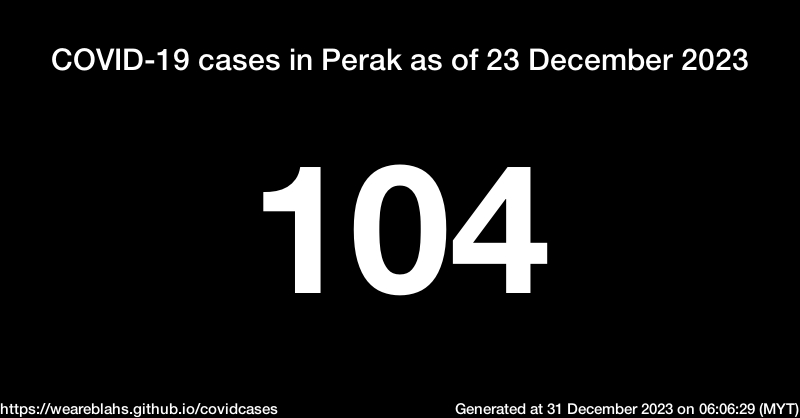 COVID-19 cases in Perak as of 23 December 2023
104
https://weareblahs.github.io/covidcases
Generated at 31 December 2023 on 06:06:29 (MYT)